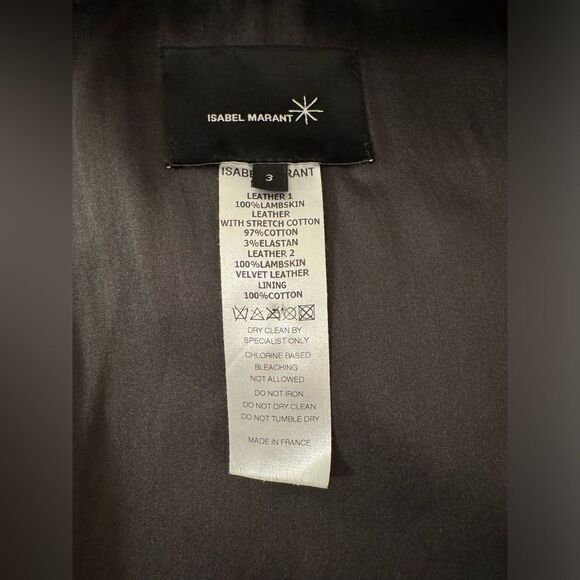 ISABEL MARANT
ISABEL MARANT
3
LEATHER 1
100%LAMBSKIN
LEATHER
WITH STRETCH COTTON
97%COTTON
3%ELASTAN
LEATHER 2
100%LAMBSKIN
VELVET LEATHER
LINING
100%COTTON
DRY CLEAN BY
SPECIALIST ONLY
CHLORINE BASED
BLEACHING
NOT ALLOWED
DO NOT IRON
DO NOT DRY CLEAN
DO NOT TUMBLE DRY
MADE IN FRANCE